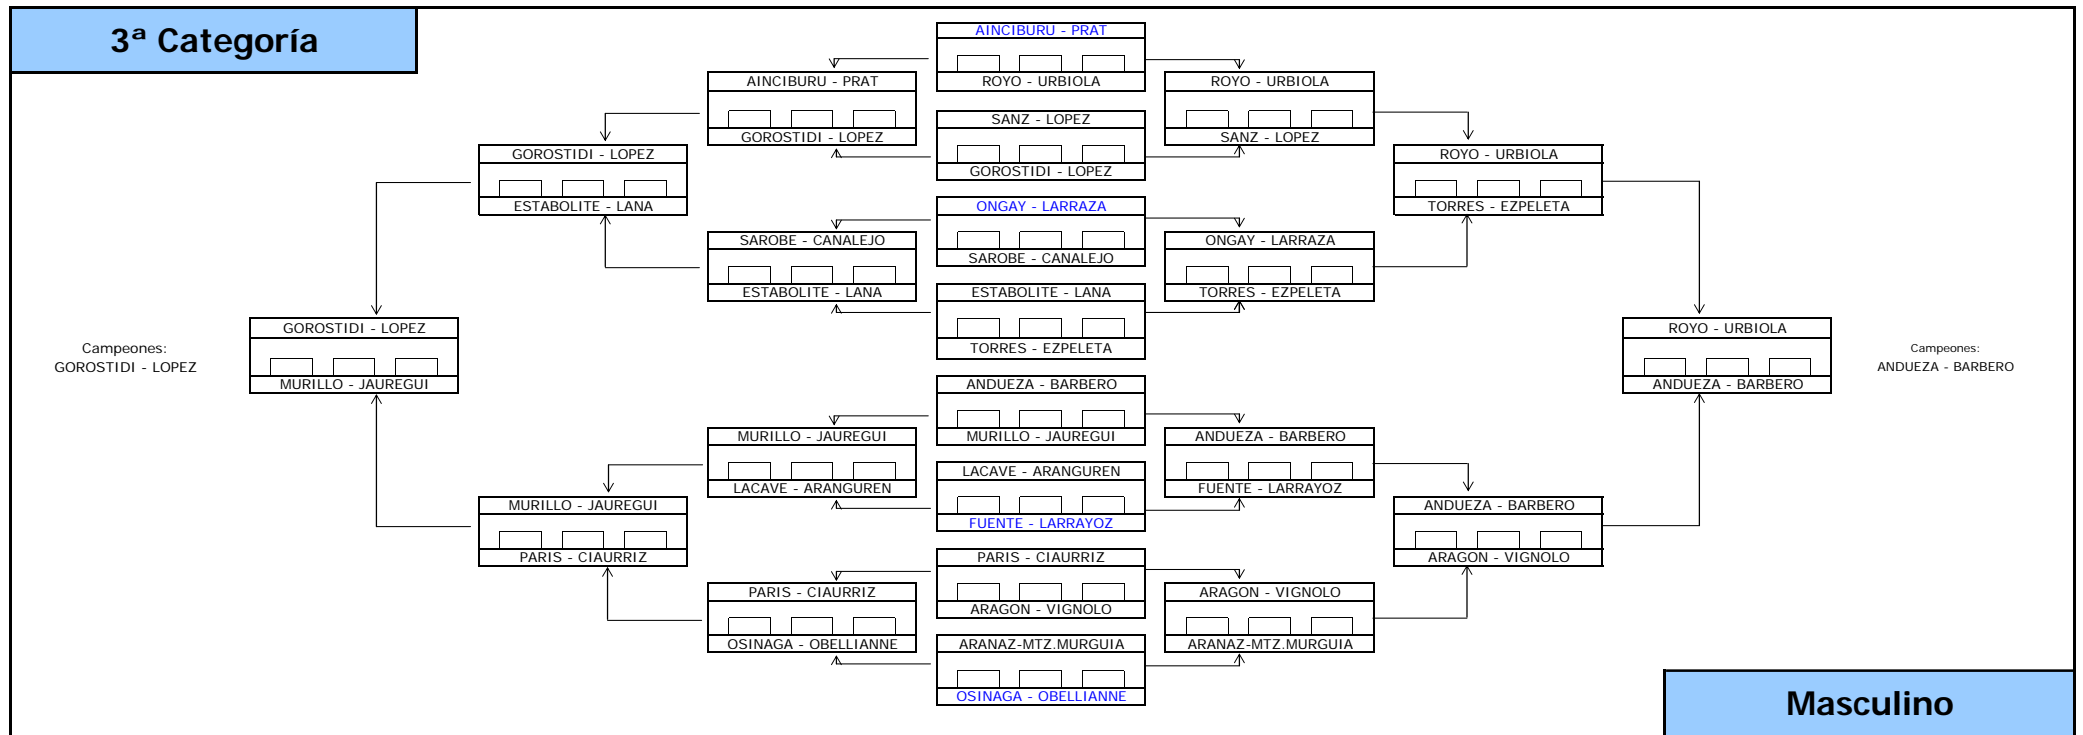 3ª Categoría
AINCIBURU - PRAT
ROYO - URBIOLA
SANZ - LOPEZ
GOROSTIDI - LOPEZ
ONGAY - LARRAZA
SAROBE - CANALEJO
ESTABOLITE - LANA
TORRES - EZPELETA
ANDUEZA - BARBERO
MURILLO - JAUREGUI
LACAVE - ARANGUREN
FUENTE - LARRAYOZ
PARIS - CIAURRIZ
ARAGON - VIGNOLO
ARANAZ-MTZ.MURGUIA
OSINAGA - OBELLIANNE
AINCIBURU - PRAT
GOROSTIDI - LOPEZ
SAROBE - CANALEJO
ESTABOLITE - LANA
MURILLO - JAUREGUI
LACAVE - ARANGUREN
PARIS - CIAURRIZ
OSINAGA - OBELLIANNE
GOROSTIDI - LOPEZ
ESTABOLITE - LANA
MURILLO - JAUREGUI
PARIS - CIAURRIZ
GOROSTIDI - LOPEZ
MURILLO - JAUREGUI
Campeones:
GOROSTIDI - LOPEZ
ROYO - URBIOLA
SANZ - LOPEZ
ONGAY - LARRAZA
TORRES - EZPELETA
ANDUEZA - BARBERO
FUENTE - LARRAYOZ
ARAGON - VIGNOLO
ARANAZ-MTZ.MURGUIA
ROYO - URBIOLA
TORRES - EZPELETA
ANDUEZA - BARBERO
ARAGON - VIGNOLO
ROYO - URBIOLA
ANDUEZA - BARBERO
Campeones:
ANDUEZA - BARBERO
Masculino